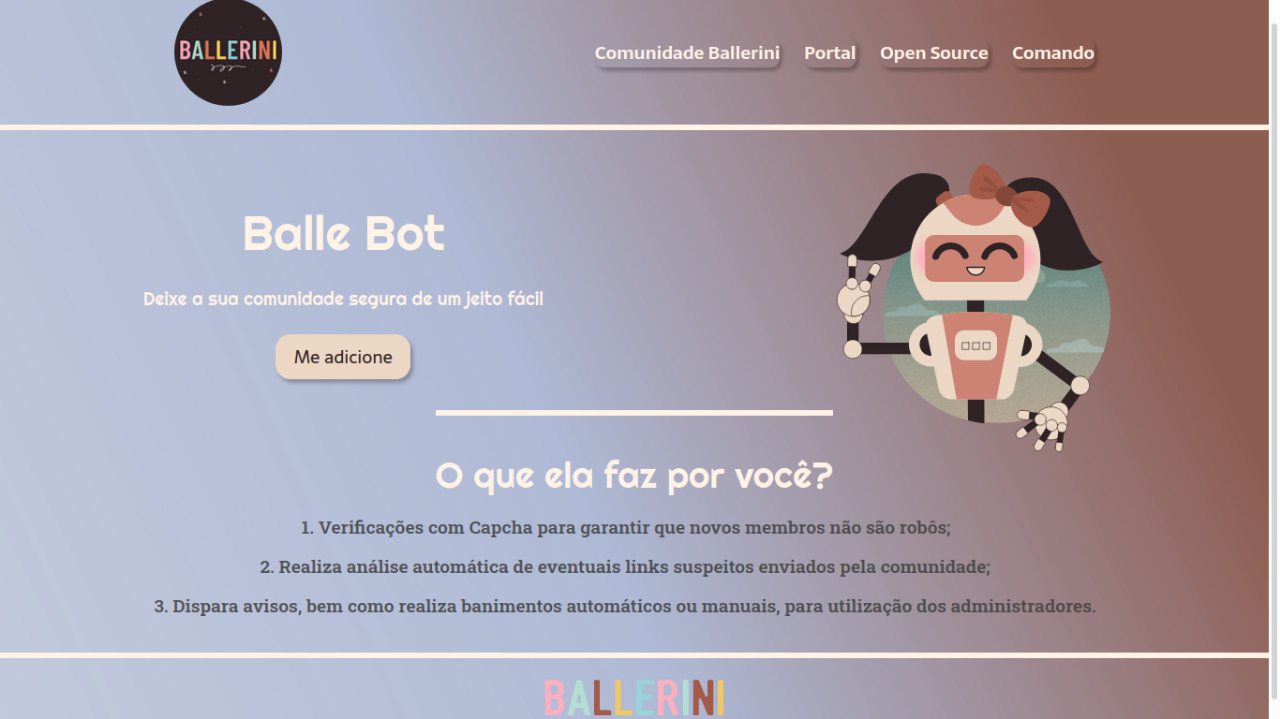 BALLERINI
Comunidade Ballerini
Portal
Open Source
Comando
Balle Bot
Deixe a sua comunidade segura de um jeito fácil
Me adicione
O que ela faz por você?
1. Verificações com Capcha para garantir que novos membros não são robôs;
2. Realiza análise automática de eventuais links suspeitos enviados pela comunidade;
3. Dispara avisos, bem como realiza banimentos automáticos ou manuais, para utilização dos administradores.
BALLERINI